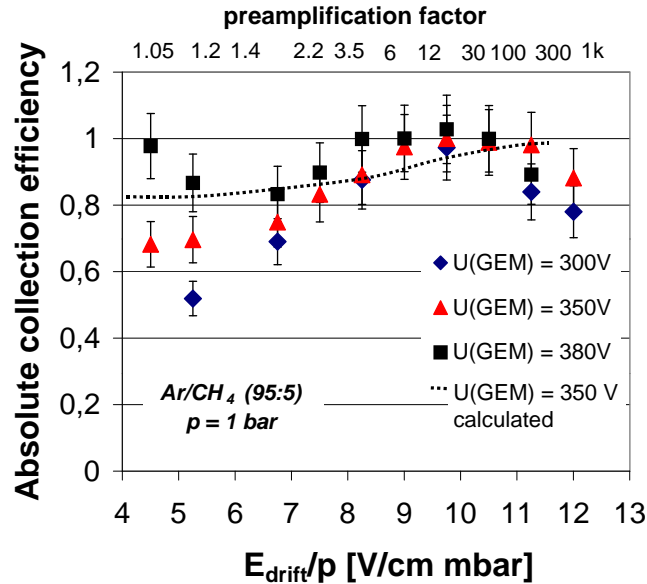 preamplification factor
1.05 1.2 1.4 2.2 3.5 6 12 30 100 300 1k
Absolute collection efficiency
1,2
1
0,8
0,6
0,4
0,2
0
U(GEM) = 300V
U(GEM) = 350V
U(GEM) = 380V
U(GEM) = 350 V
calculated
Ar/CH₄ (95:5)
p = 1 bar
4 5 6 7 8 9 10 11 12 13
E_drift/p [V/cm mbar]